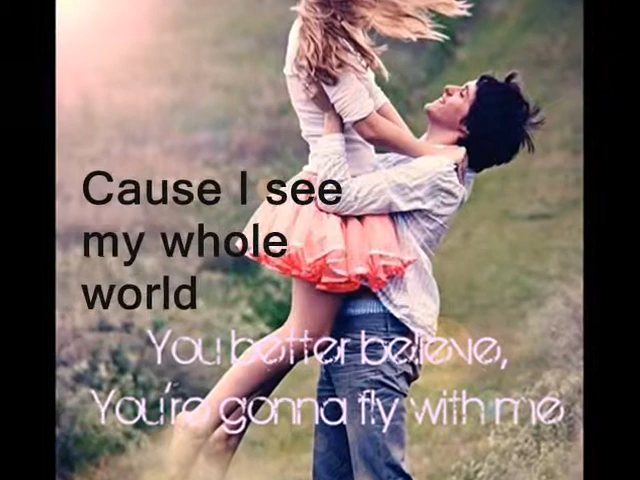 Cause I see
my whole
world
You better believe,
You're gonna fly with me